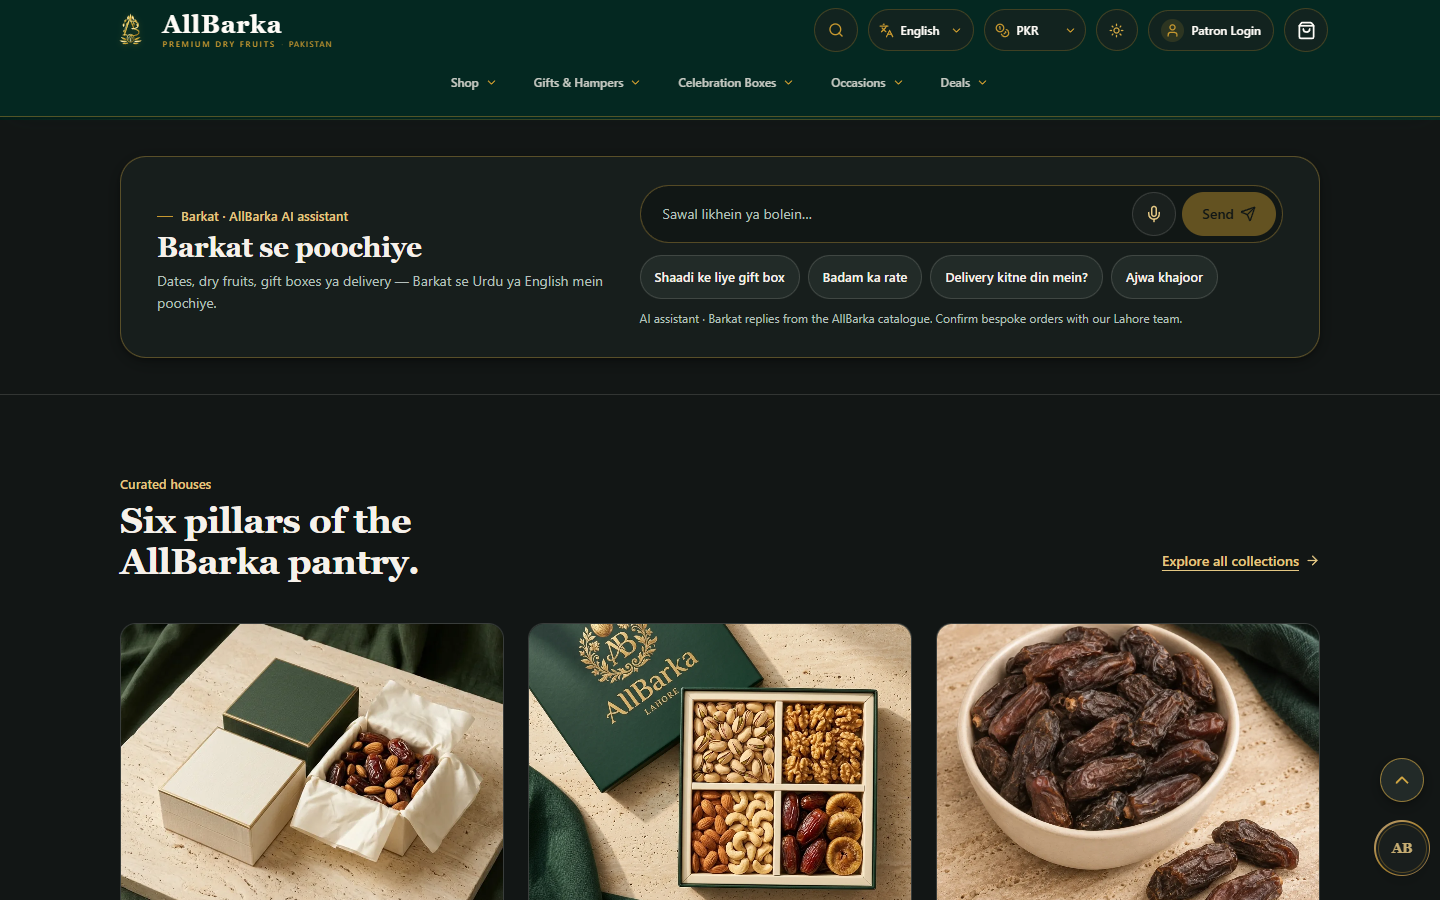 AllBarka
PREMIUM DRY FRUITS · PAKISTAN
English
PKR
Patron Login
Shop
Gifts & Hampers
Celebration Boxes
Occasions
Deals
Barkat · AllBarka AI assistant
Barkat se poochiye
Dates, dry fruits, gift boxes ya delivery — Barkat se Urdu ya English mein
poochiye.
Sawal likhein ya bolein...
Send
Shaadi ke liye gift box
Badam ka rate
Delivery kitne din mein?
Ajwa khajoor
AI assistant · Barkat replies from the AllBarka catalogue. Confirm bespoke orders with our Lahore team.
Curated houses
Six pillars of the
AllBarka pantry.
Explore all collections
AB
AllBarka
LAHORE
AB